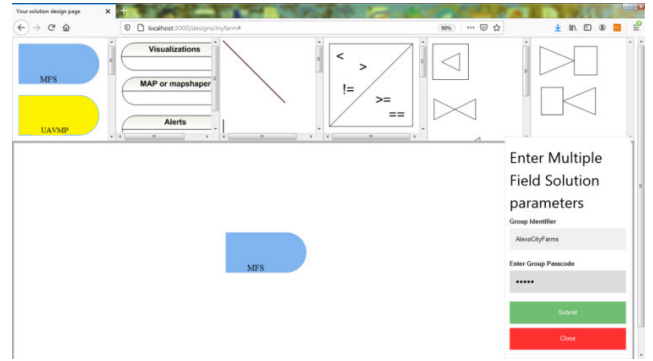 Your solution design page
localhost:3000/designs/myfarm#
90%
MFS
UAVMP
Visualizations
MAP or mapshaper
Alerts
<
>
!=
>=
==
MFS
Enter Multiple
Field Solution
parameters
Group Identifier
AlexoCityFarms
Enter Group Passcode
•••••
Submit
Close